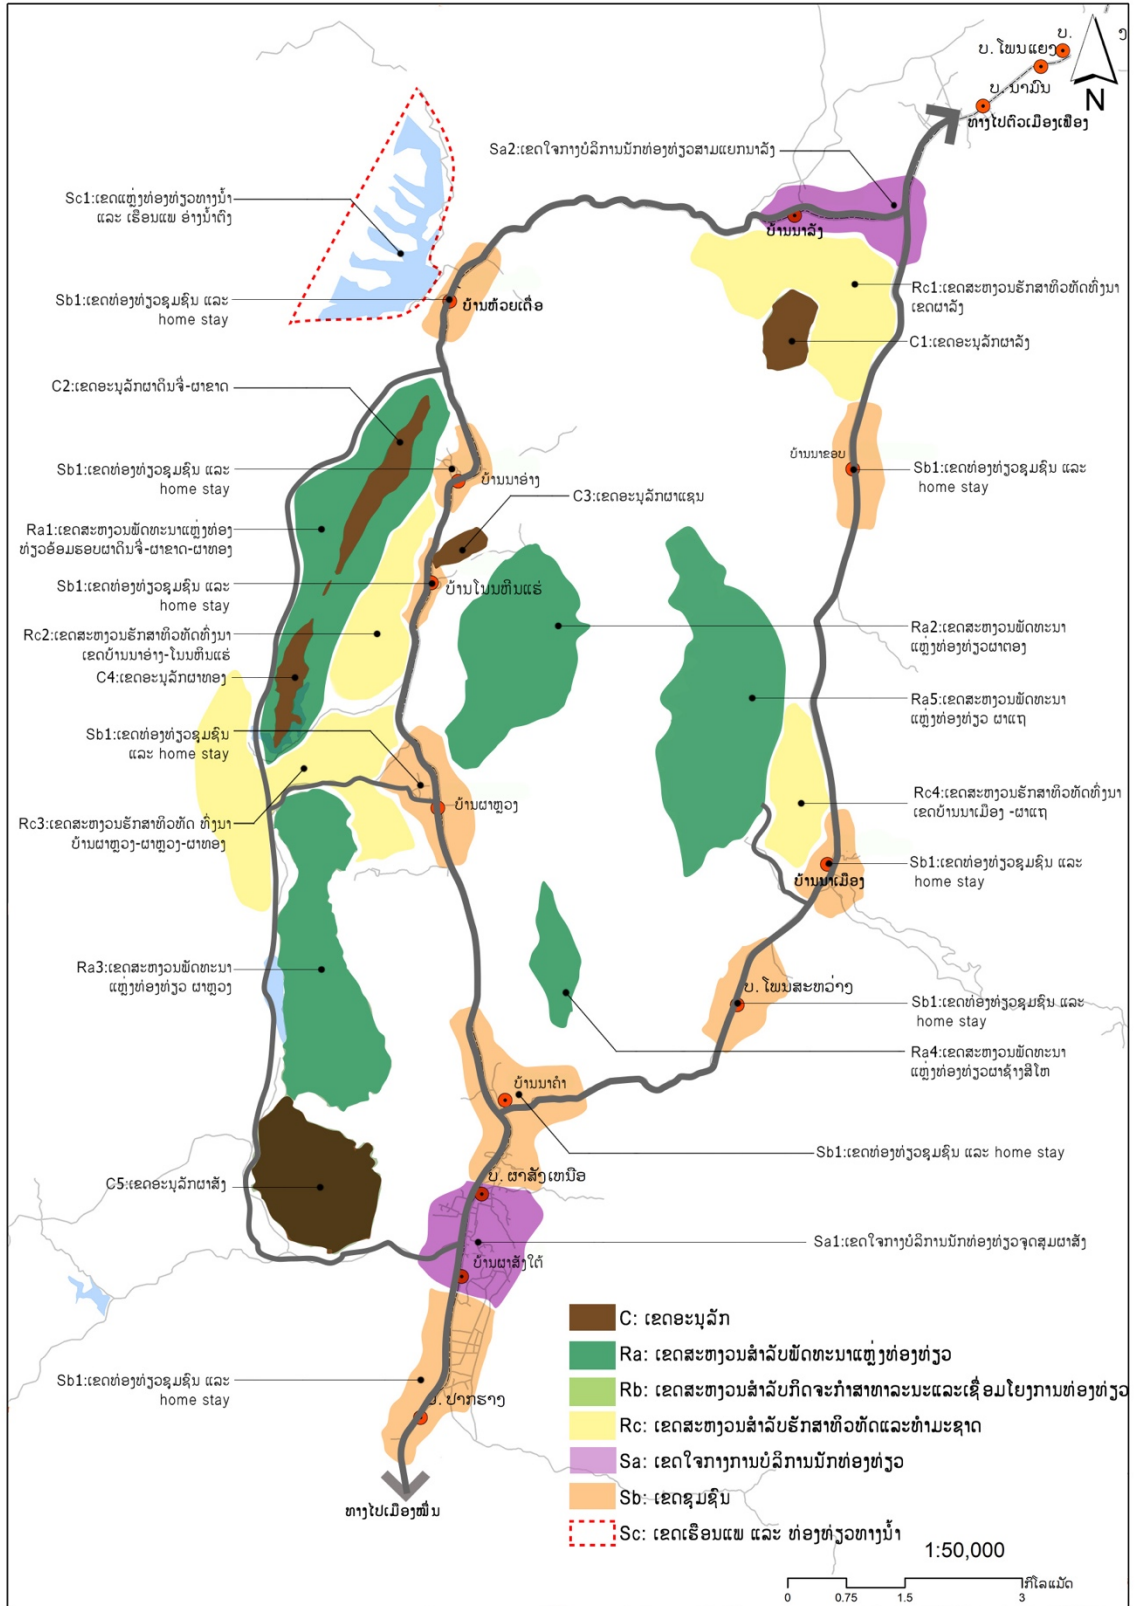 ບ.
ງ
ບ. ໂພນແຍງ
ບ. ນາມົນ
N
ທາງໄປຕົວເມືອງເຟືອງ
Sa2:ເຂດໃຈກາງບໍລິການນັກທ່ອງທ່ຽວສາມແຍກນາລັງ
Sc1:ເຂດແຫຼ່ງທ່ອງທ່ຽວທາງນ້ຳ
ແລະ ເຮືອນແພ ອ່າງນ້ຳຕິງ
ບ້ານນາລັງ
Rc1:ເຂດສະຫງວນຮັກສາທິວທັດທົ່ງນາ
ເຂດຜາລັງ
Sb1:ເຂດທ່ອງທ່ຽວຊຸມຊົນ ແລະ
home stay
ບ້ານຫ້ວຍເດື່ອ
C1:ເຂດອະນຸລັກຜາລັງ
C2:ເຂດອະນຸລັກຜາດິນຈີ່-ຜາຂາດ
Sb1:ເຂດທ່ອງທ່ຽວຊຸມຊົນ ແລະ
home stay
ບ້ານນາອ່າງ
ບ້ານນາຂອບ
Sb1:ເຂດທ່ອງທ່ຽວຊຸມຊົນ ແລະ
home stay
C3:ເຂດອະນຸລັກຜາແຊນ
Ra1:ເຂດສະຫງວນພັດທະນາແຫຼ່ງທ່ອງ
ທ່ຽວອ້ອມຮອບຜາດິນຈີ່-ຜາຂາດ-ຜາທອງ
Sb1:ເຂດທ່ອງທ່ຽວຊຸມຊົນ ແລະ
home stay
ບ້ານໂນນຫີນແຮ່
Rc2:ເຂດສະຫງວນຮັກສາທິວທັດທົ່ງນາ
ເຂດບ້ານນາອ່າງ-ໂນນຫີນແຮ່
Ra2:ເຂດສະຫງວນພັດທະນາ
ແຫຼ່ງທ່ອງທ່ຽວຜາຕອງ
C4:ເຂດອະນຸລັກຜາທອງ
Ra5:ເຂດສະຫງວນພັດທະນາ
ແຫຼ່ງທ່ອງທ່ຽວ ຜາແຖ
Sb1:ເຂດທ່ອງທ່ຽວຊຸມຊົນ
ແລະ home stay
ບ້ານຜາຫຼວງ
Rc4:ເຂດສະຫງວນຮັກສາທິວທັດທົ່ງນາ
ເຂດບ້ານນາເມືອງ -ຜາແຖ
Rc3:ເຂດສະຫງວນຮັກສາທິວທັດ ທົ່ງນາ
ບ້ານຜາຫຼວງ-ຜາຫຼວງ-ຜາທອງ
Sb1:ເຂດທ່ອງທ່ຽວຊຸມຊົນ ແລະ
home stay
ບ້ານນາເມືອງ
Ra3:ເຂດສະຫງວນພັດທະນາ
ແຫຼ່ງທ່ອງທ່ຽວ ຜາຫຼວງ
ບ. ໂພນສະຫວ່າງ
Sb1:ເຂດທ່ອງທ່ຽວຊຸມຊົນ ແລະ
home stay
Ra4:ເຂດສະຫງວນພັດທະນາ
ແຫຼ່ງທ່ອງທ່ຽວຜາຊ້າງສີໂຫ
ບ້ານນາຄຳ
Sb1:ເຂດທ່ອງທ່ຽວຊຸມຊົນ ແລະ home stay
ບ. ຜາສັງເໜືອ
C5:ເຂດອະນຸລັກຜາສັງ
Sa1:ເຂດໃຈກາງບໍລິການນັກທ່ອງທ່ຽວຈຸດສຸມຜາສັງ
ບ້ານຜາສັງໃຕ້
C: ເຂດອະນຸລັກ
Ra: ເຂດສະຫງວນສຳລັບພັດທະນາແຫຼ່ງທ່ອງທ່ຽວ
Sb1:ເຂດທ່ອງທ່ຽວຊຸມຊົນ ແລະ
home stay
Rb: ເຂດສະຫງວນສຳລັບກິດຈະກຳສາທາລະນະແລະເຊື່ອມໂຍງການທ່ອງທ່ຽວ
ບ. ປາກຮາງ
Rc: ເຂດສະຫງວນສຳລັບຮັກສາທິວທັດແລະທຳມະຊາດ
Sa: ເຂດໃຈກາງການບໍລິການນັກທ່ອງທ່ຽວ
Sb: ເຂດຊຸມຊົນ
ທາງໄປເມືອງໝື່ນ
Sc: ເຂດເຮືອນແພ ແລະ ທ່ອງທ່ຽວທາງນ້ຳ
1:50,000
ກິໂລແມັດ
0 0.75 1.5 3